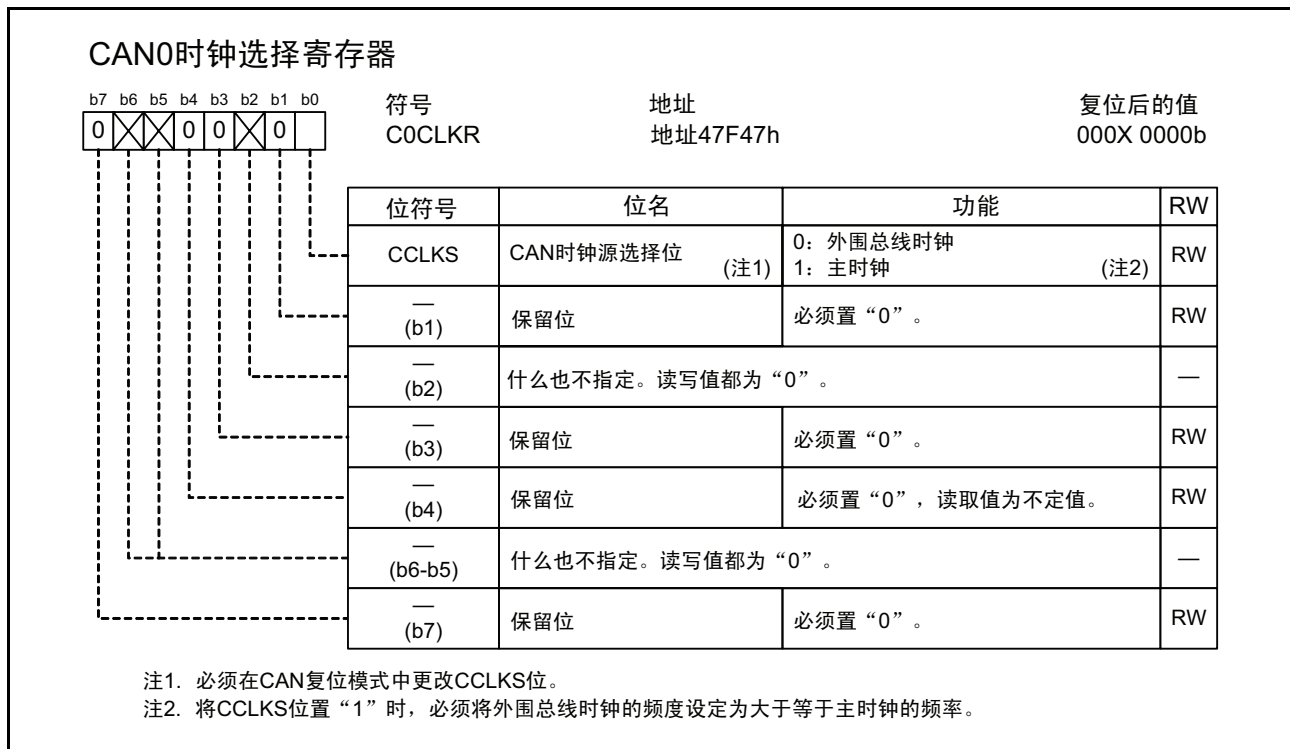 CAN0时钟选择寄存器
b7 b6 b5 b4 b3 b2 b1 b0
0 0 0 0
符号 地址 复位后的值
C0CLKR 地址47F47h 000X 0000b
位符号 位名 功能 RW
CCLKS CAN时钟源选择位 (注1) 0：外围总线时钟 RW
1：主时钟 (注2)
—
(b1) 保留位 必须置“0”。 RW
—
(b2) 什么也不指定。读写值都为“0”。 —
—
(b3) 保留位 必须置“0”。 RW
—
(b4) 保留位 必须置“0”，读取值为不定值。 RW
—
(b6-b5) 什么也不指定。读写值都为“0”。 —
—
(b7) 保留位 必须置“0”。 RW
注1. 必须在CAN复位模式中更改CCLKS位。
注2. 将CCLKS位置“1”时，必须将外围总线时钟的频度设定为大于等于主时钟的频率。